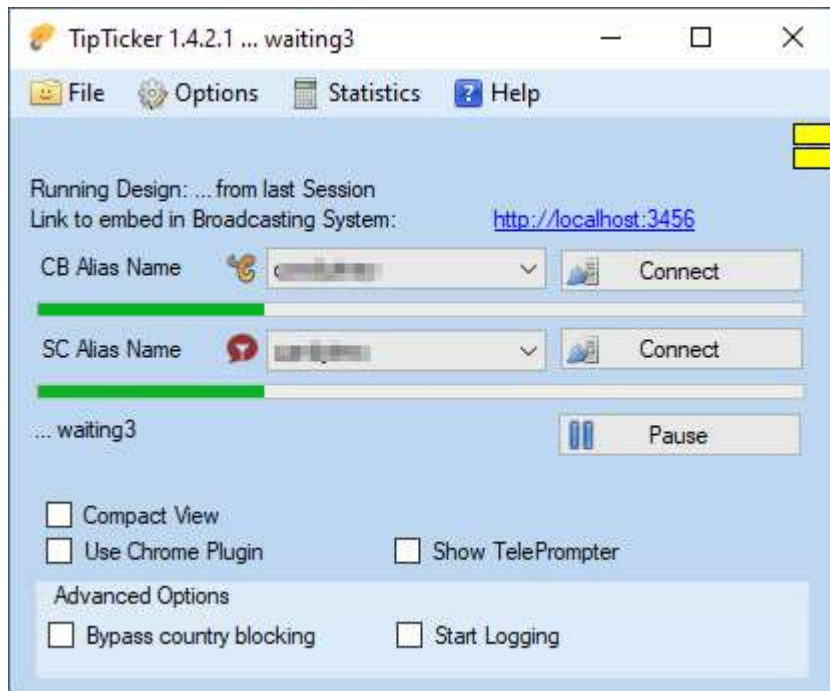 TipTicker 1.4.2.1 ... waiting3
File Options Statistics Help
Running Design: ... from last Session
Link to embed in Broadcasting System: http://localhost:3456
CB Alias Name Connect
SC Alias Name Connect
... waiting3 Pause
Compact View
Use Chrome Plugin Show TelePrompter
Advanced Options
Bypass country blocking Start Logging